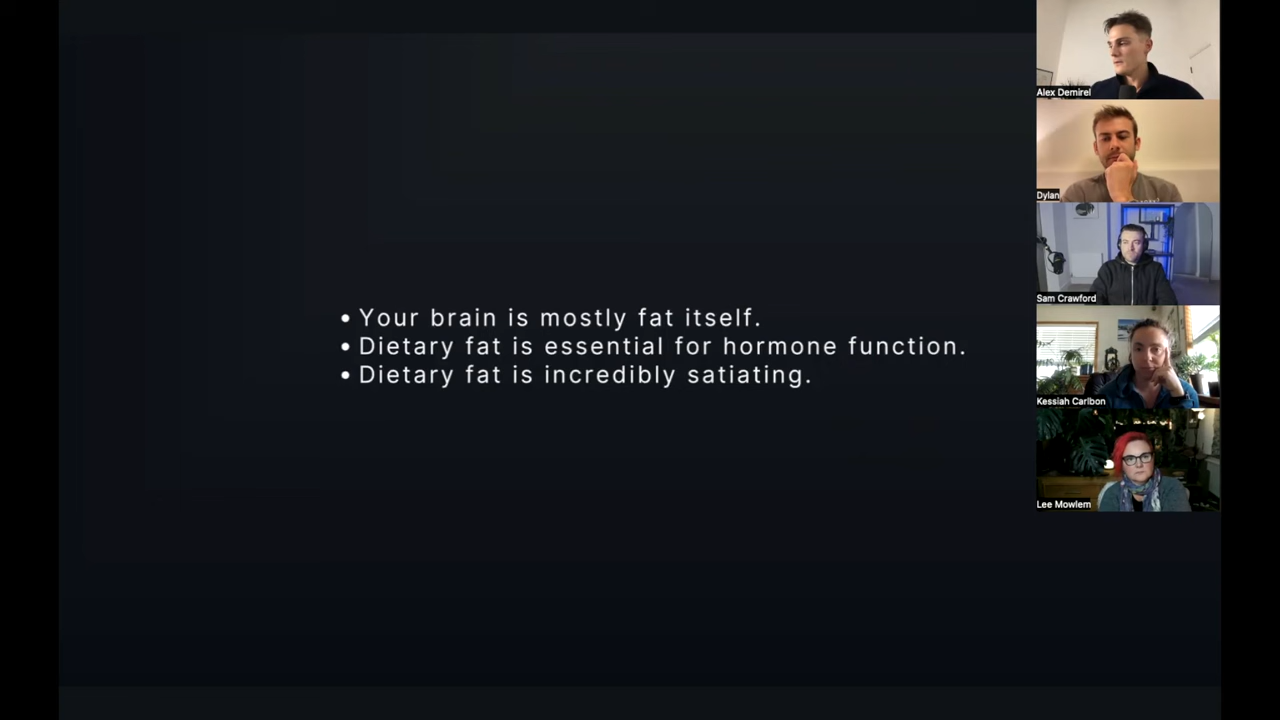 • Your brain is mostly fat itself.
• Dietary fat is essential for hormone function.
• Dietary fat is incredibly satiating.
Alex Demirel
Dylan
Sam Crawford
Kessiah Carlbon
Lee Mowlem